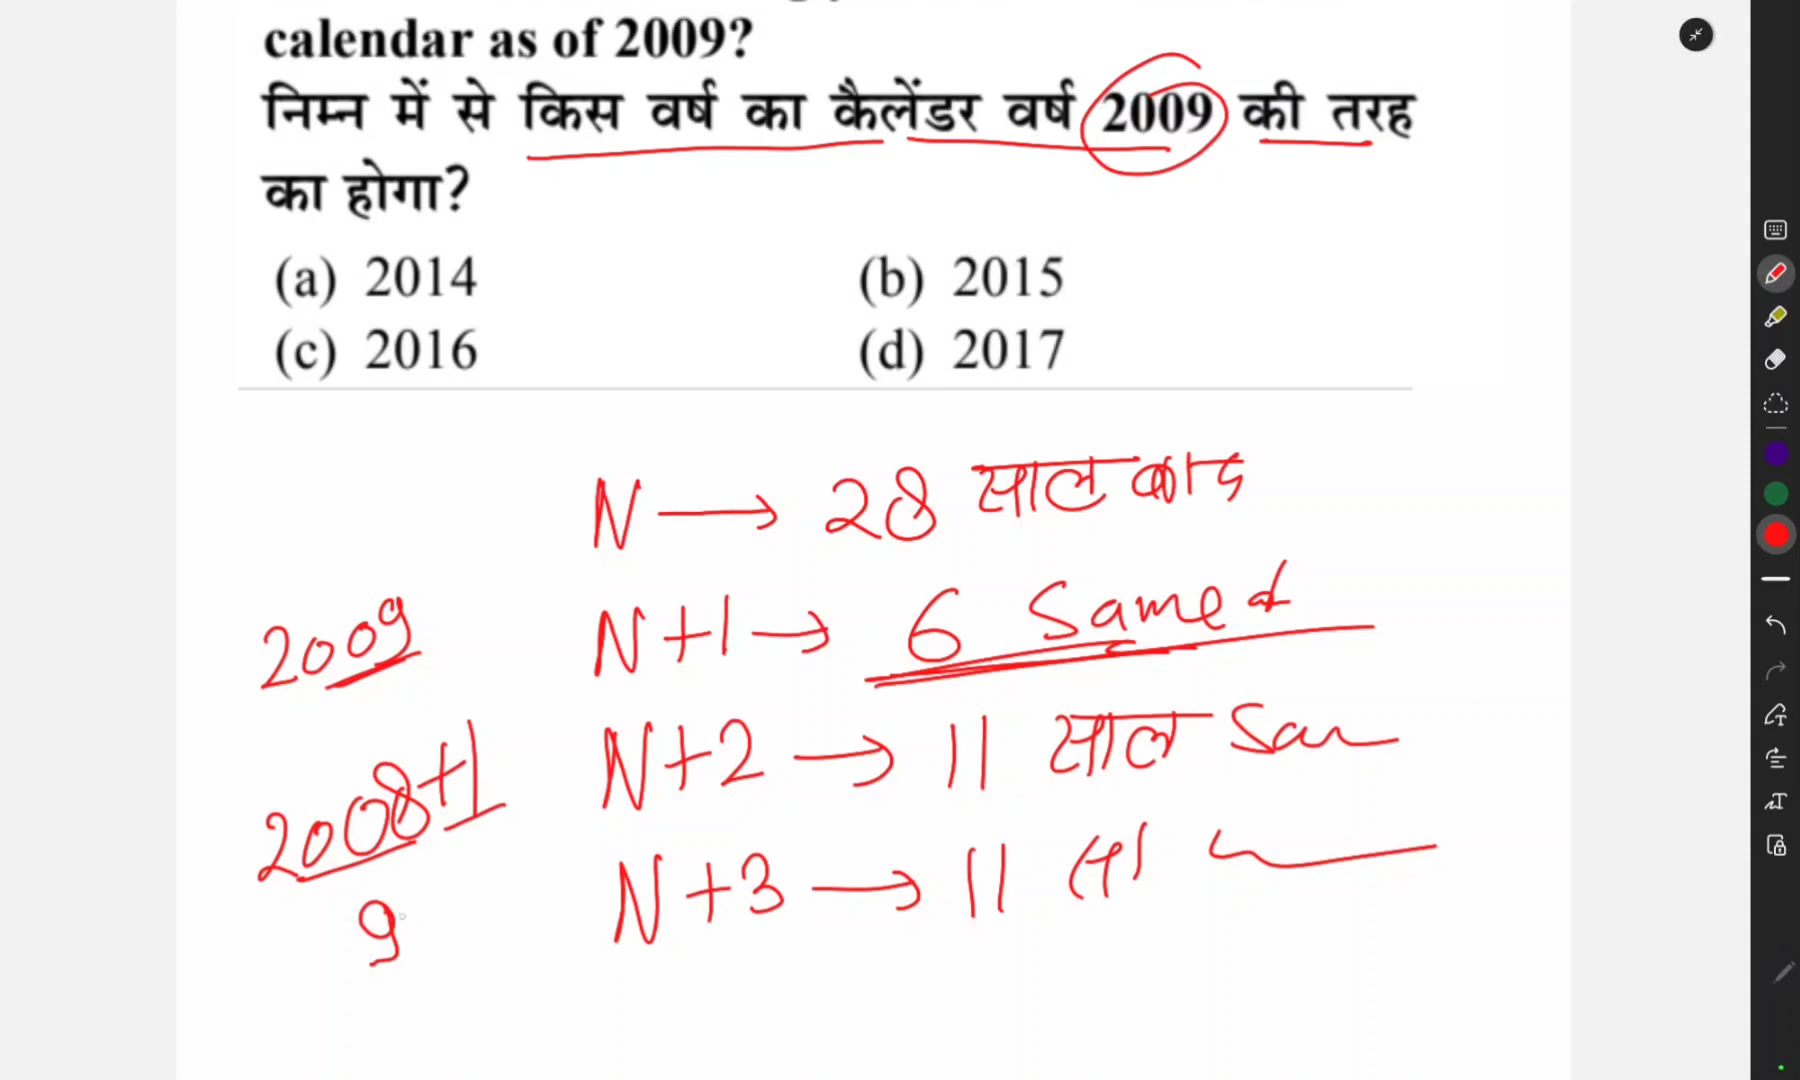 calendar as of 2009?
निम्न में से किस वर्ष का कैलेंडर वर्ष 2009 की तरह
का होगा?
(a) 2014 (b) 2015
(c) 2016 (d) 2017
N → 28 साल बाद
2009 N+1 → 6 Same
2008+1 N+2 → 11 साल Sam
9 N+3 → 11